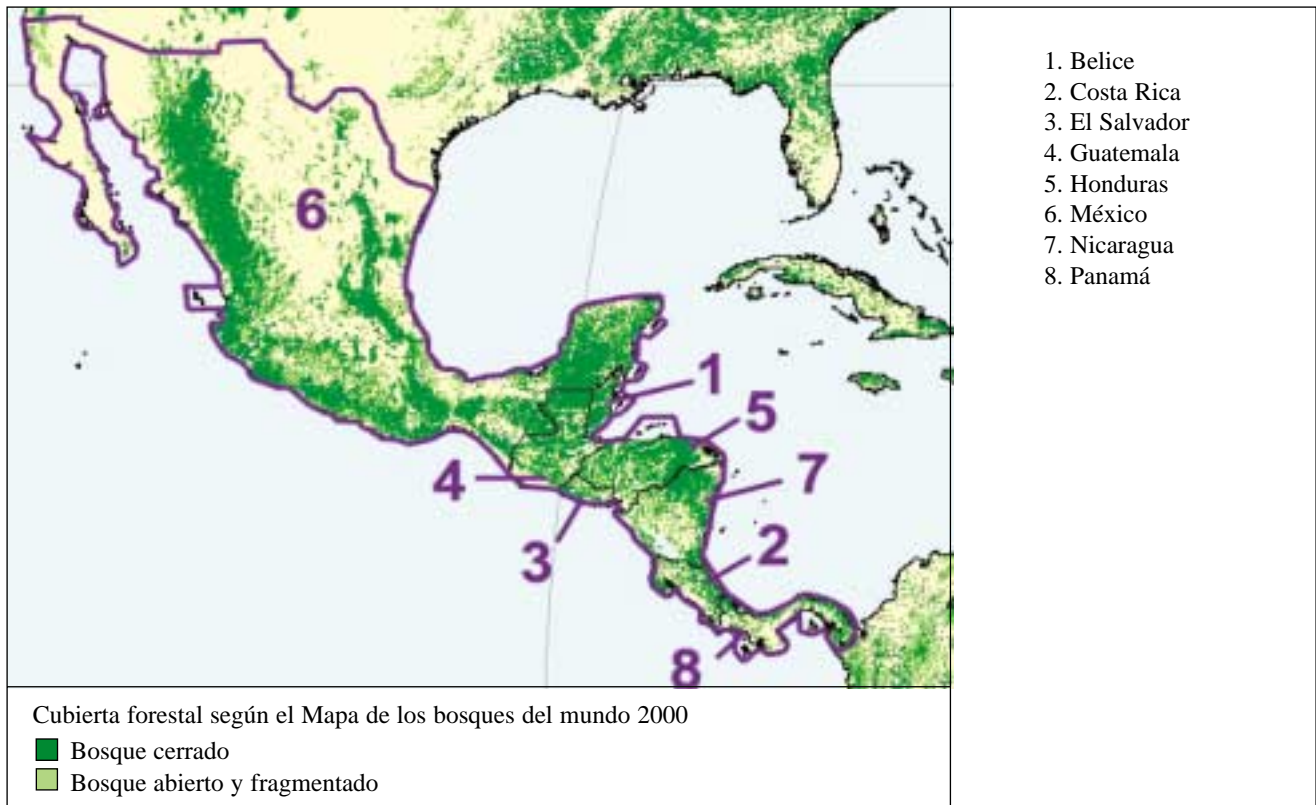 6
1
5
4
7
3
2
8
Cubierta forestal según el Mapa de los bosques del mundo 2000
Bosque cerrado
Bosque abierto y fragmentado
1. Belice
2. Costa Rica
3. El Salvador
4. Guatemala
5. Honduras
6. México
7. Nicaragua
8. Panamá